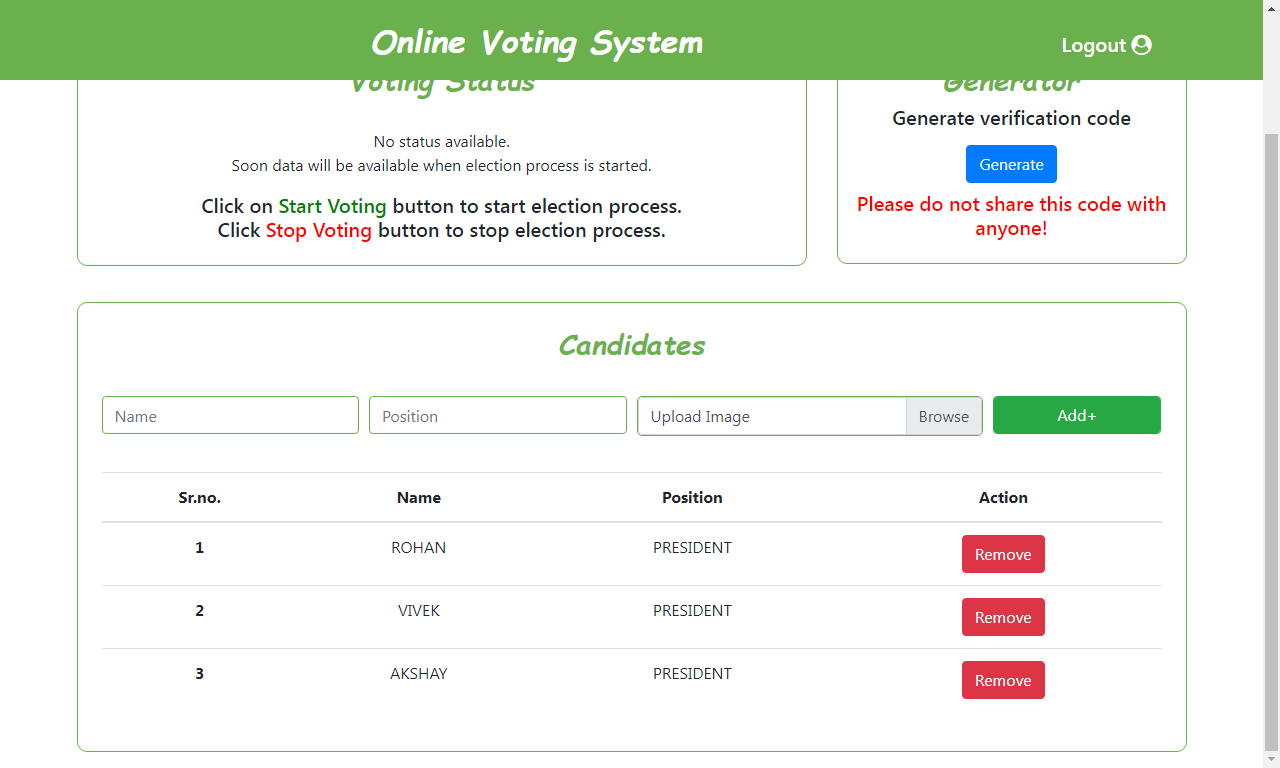 Online Voting System
Logout
Voting Status
No status available.
Soon data will be available when election process is started.
Click on Start Voting button to start election process.
Click Stop Voting button to stop election process.
Generator
Generate verification code
Generate
Please do not share this code with
anyone!
Candidates
Name Position Upload Image Browse Add+
Sr.no. Name Position Action
1 ROHAN PRESIDENT Remove
2 VIVEK PRESIDENT Remove
3 AKSHAY PRESIDENT Remove